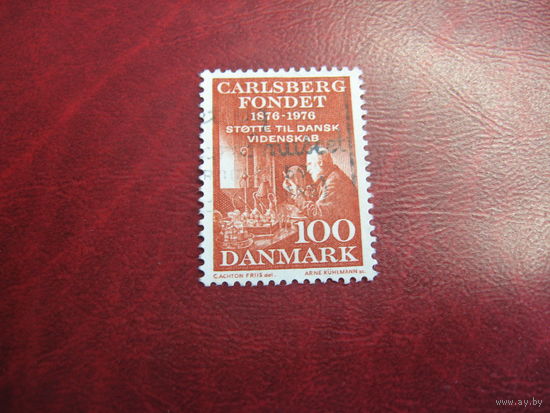 CARLSBERG
FONDET
1876-1976
STØTTE TIL DANSK
VIDENSKAB
100
DANMARK
C. ACHTON FRIIS del. ARNE KÜHLMANN sc.
www.ay.by